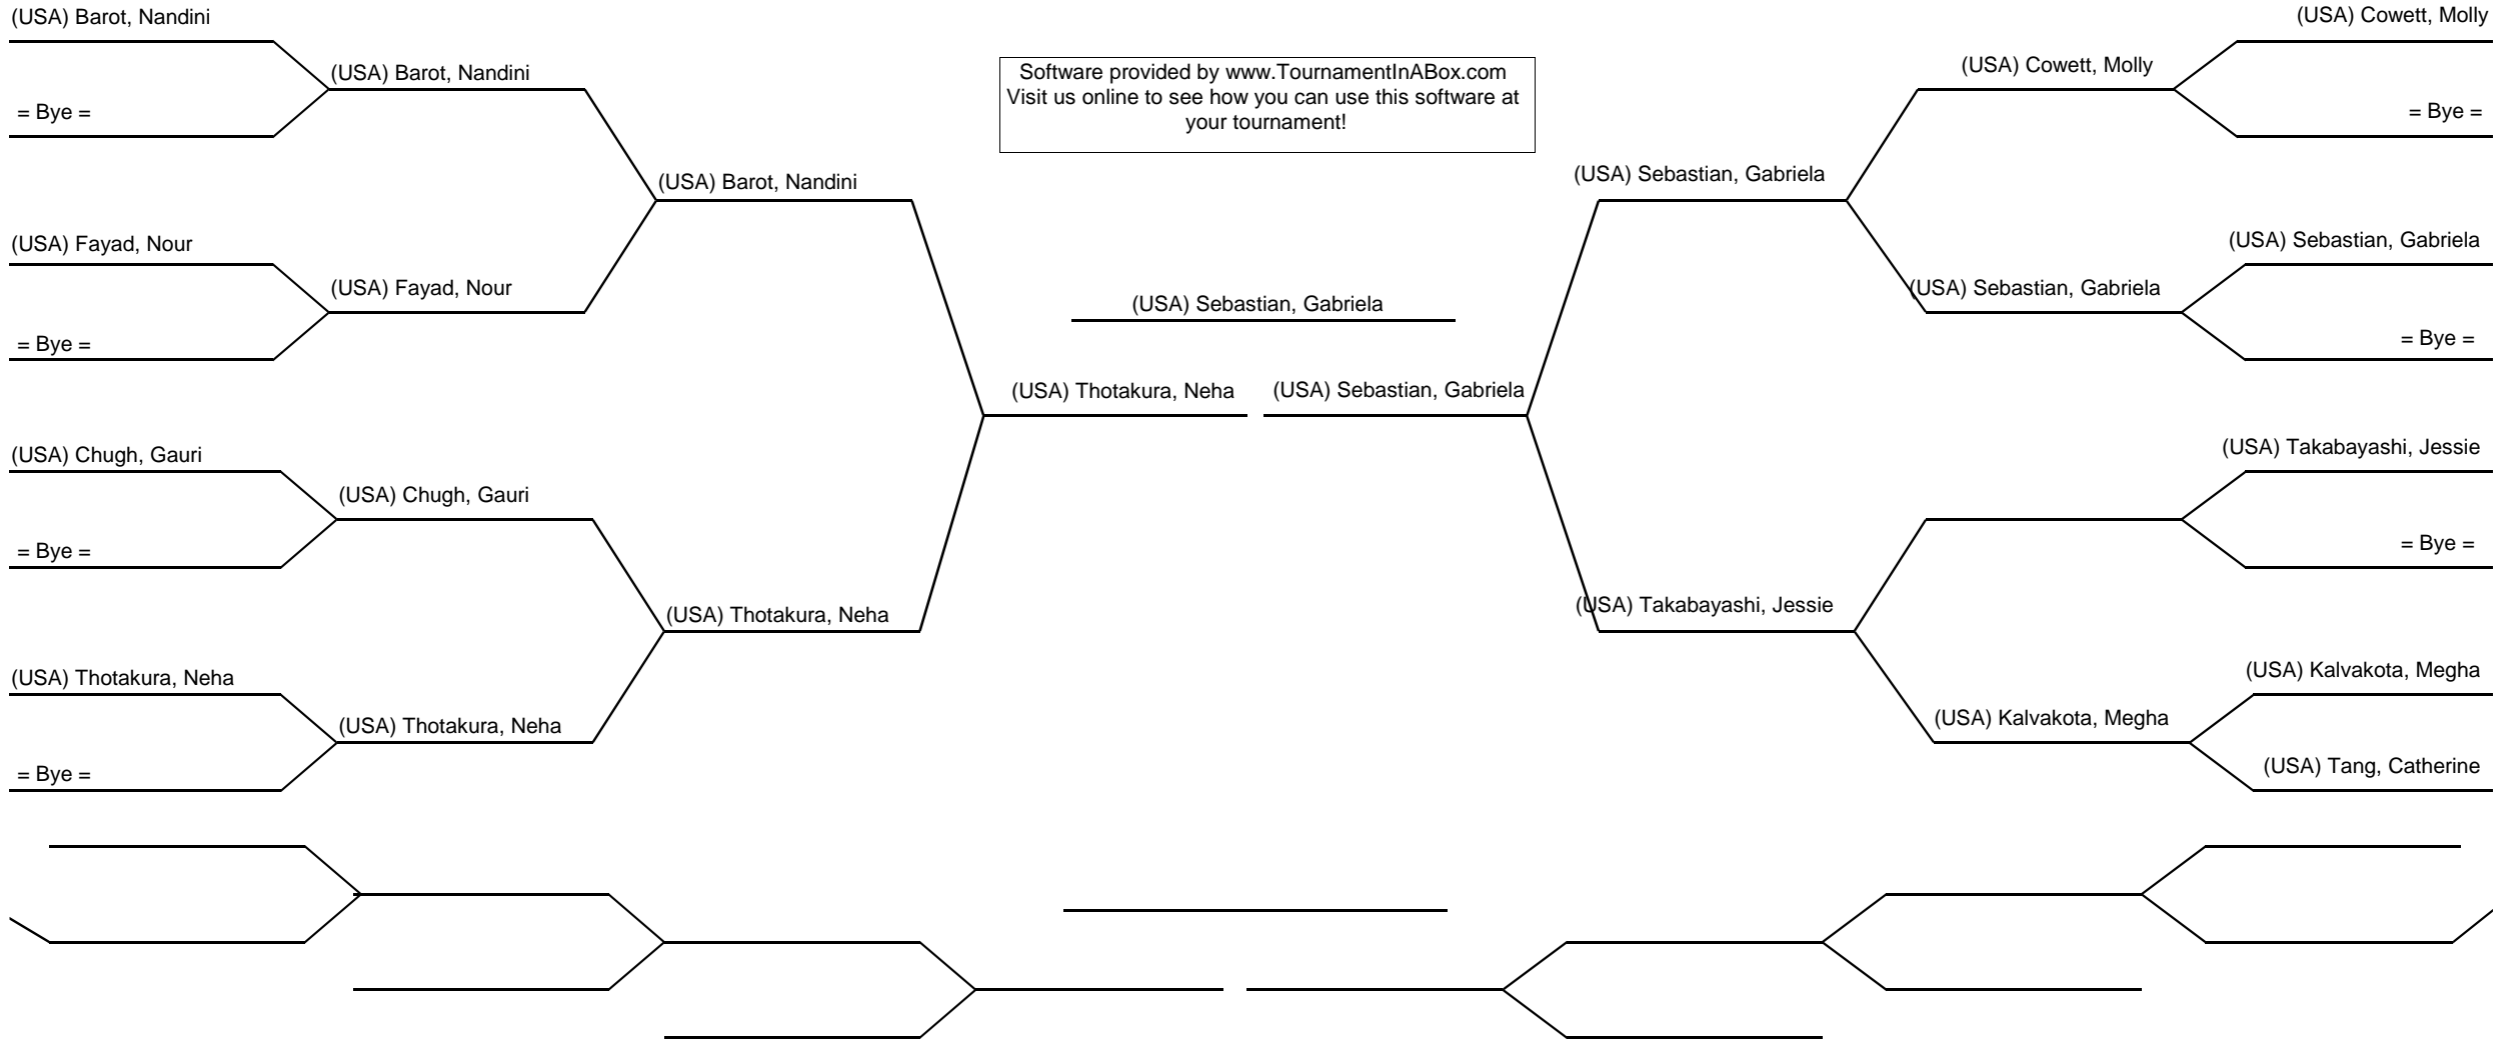 (USA) Barot, Nandini
= Bye =
(USA) Fayad, Nour
= Bye =
(USA) Chugh, Gauri
= Bye =
(USA) Thotakura, Neha
= Bye =
(USA) Barot, Nandini
(USA) Fayad, Nour
(USA) Chugh, Gauri
(USA) Thotakura, Neha
(USA) Barot, Nandini
(USA) Thotakura, Neha
Software provided by www.TournamentInABox.com
Visit us online to see how you can use this software at
your tournament!
(USA) Sebastian, Gabriela
(USA) Thotakura, Neha
(USA) Sebastian, Gabriela
(USA) Sebastian, Gabriela
(USA) Takabayashi, Jessie
(USA) Cowett, Molly
(USA) Sebastian, Gabriela
(USA) Kalvakota, Megha
(USA) Cowett, Molly
= Bye =
(USA) Sebastian, Gabriela
= Bye =
(USA) Takabayashi, Jessie
= Bye =
(USA) Kalvakota, Megha
(USA) Tang, Catherine